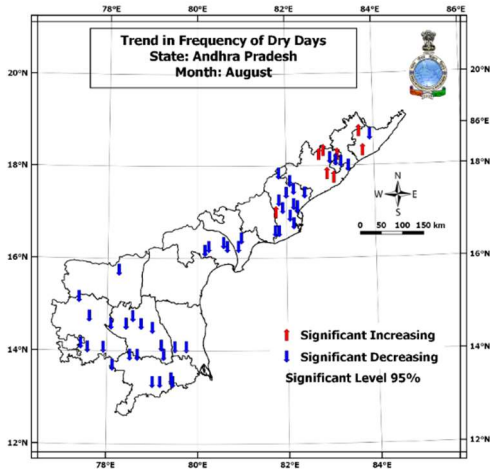 78°E 80°E 82°E 84°E 86°E
Trend in Frequency of Dry Days
State: Andhra Pradesh
Month: August
20°N 20°N
86°E
18°N 18°N
N
W E
S
0 50 100 150 km
16°N 16°N
Significant Increasing
Significant Decreasing
Significant Level 95%
14°N 14°N
12°N 12°N
78°E 80°E 82°E 84°E